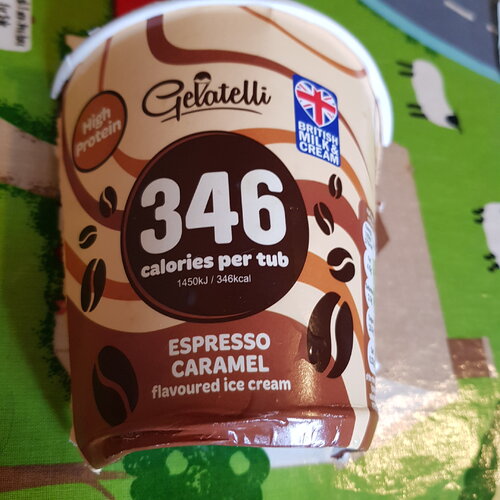 Gelatelli
High
Protein
BRITISH
MILK &
CREAM
346
calories per tub
1450kJ / 346kcal
ESPRESSO
CARAMEL
flavoured ice cream